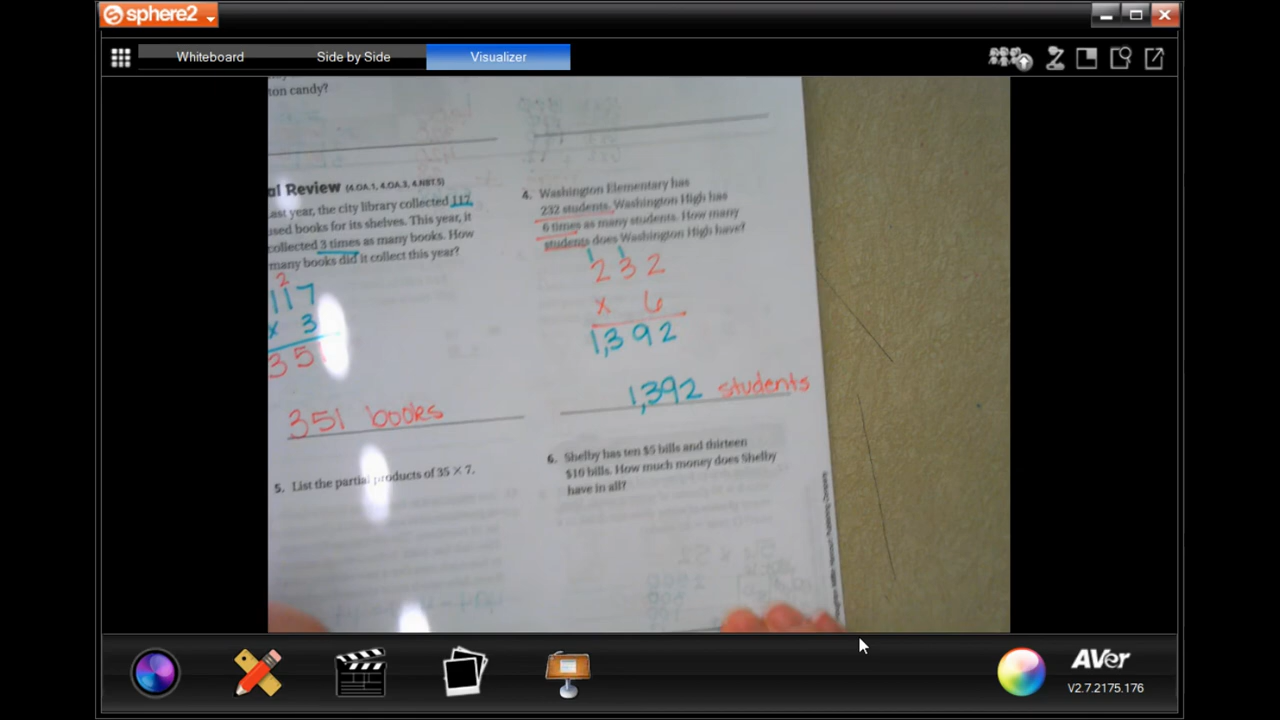 sphere2
Whiteboard
Side by Side
Visualizer
ton candy?
al Review (4.OA.1, 4.OA.3, 4.NBT.5)
Last year, the city library collected 117
used books for its shelves. This year, it
collected 3 times as many books. How
many books did it collect this year?
2
117
x 3
351
351 books
4. Washington Elementary has
232 students. Washington High has
6 times as many students. How many
students does Washington High have?
1 1
232
x 6
1,392
1,392 students
5. List the partial products of 35 × 7.
6. Shelby has ten $5 bills and thirteen
$10 bills. How much money does Shelby
have in all?
AVer
V2.7.2175.176